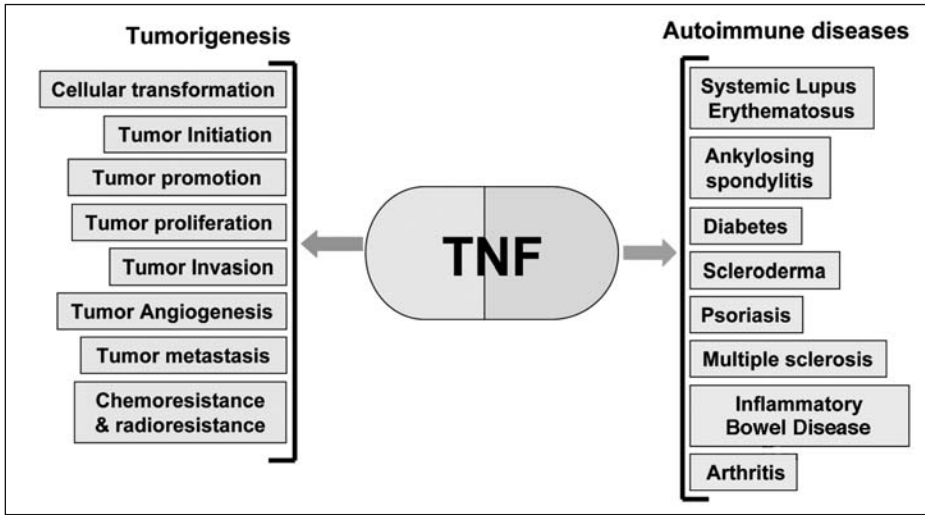 Tumorigenesis
Cellular transformation
Tumor Initiation
Tumor promotion
Tumor proliferation
Tumor Invasion
Tumor Angiogenesis
Tumor metastasis
Chemoresistance
& radioresistance
TNF
Autoimmune diseases
Systemic Lupus
Erythematosus
Ankylosing
spondylitis
Diabetes
Scleroderma
Psoriasis
Multiple sclerosis
Inflammatory
Bowel Disease
Arthritis